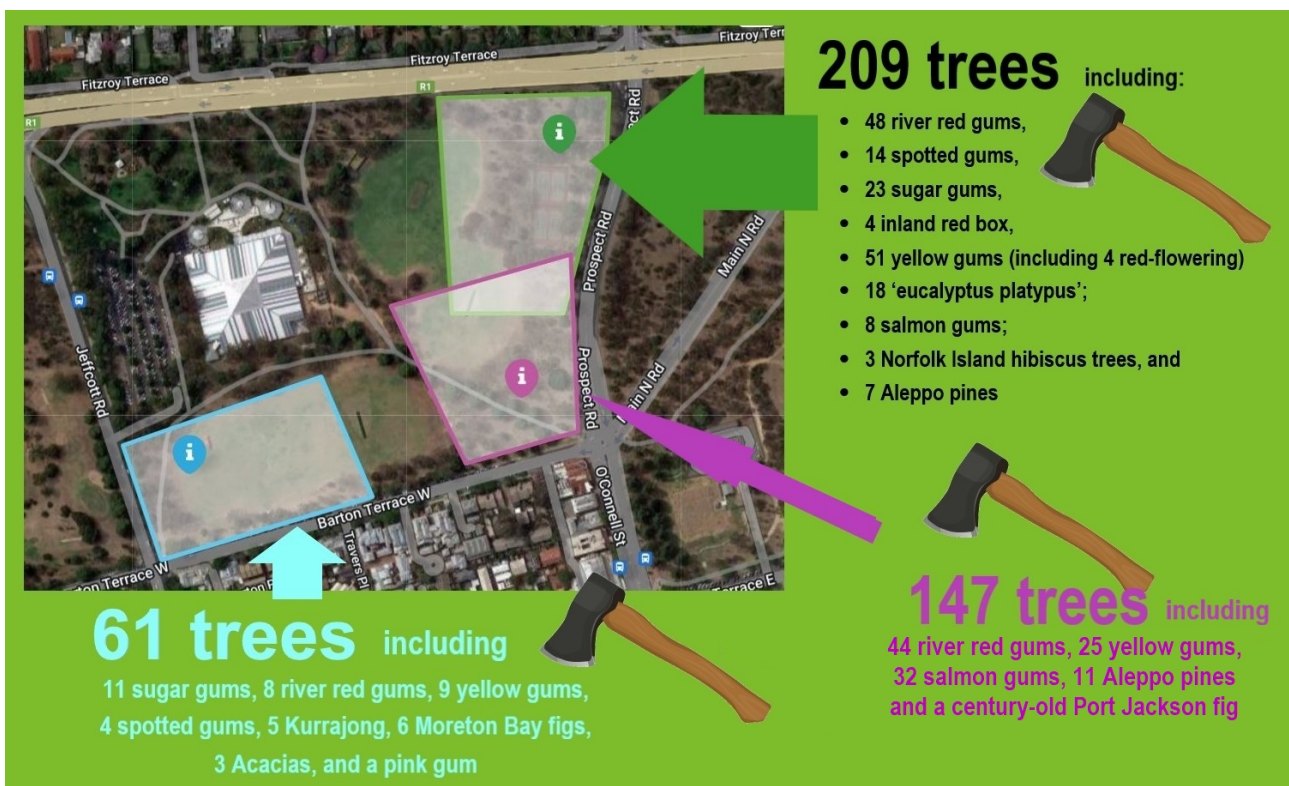 Fitzroy Terrace
Fitzroy Terrace
Fitzroy Terr
R1
R1
Prospect Rd
Prospect Rd
Prospect Rd
Main N Rd
Main N Rd
Jeffcott Rd
Barton Terrace W
Barton Terrace W
Travers Pl
O'Connell St
Terrace E
209 trees including:
• 48 river red gums,
• 14 spotted gums,
• 23 sugar gums,
• 4 inland red box,
• 51 yellow gums (including 4 red-flowering)
• 18 ‘eucalyptus platypus’;
• 8 salmon gums;
• 3 Norfolk Island hibiscus trees, and
• 7 Aleppo pines
147 trees including
44 river red gums, 25 yellow gums,
32 salmon gums, 11 Aleppo pines
and a century-old Port Jackson fig
61 trees including
11 sugar gums, 8 river red gums, 9 yellow gums,
4 spotted gums, 5 Kurrajong, 6 Moreton Bay figs,
3 Acacias, and a pink gum